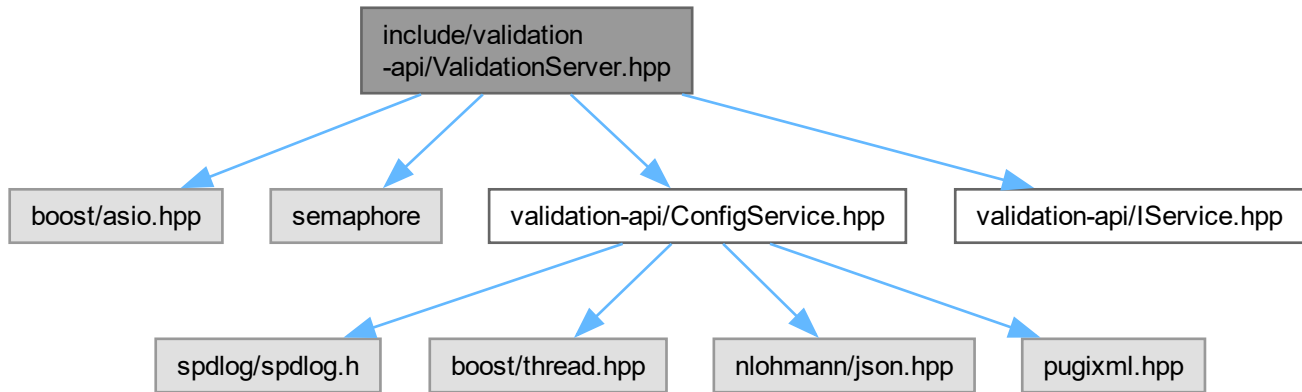 include/validation
-api/ValidationServer.hpp
boost/asio.hpp
semaphore
validation-api/ConfigService.hpp
validation-api/IService.hpp
spdlog/spdlog.h
boost/thread.hpp
nlohmann/json.hpp
pugixml.hpp